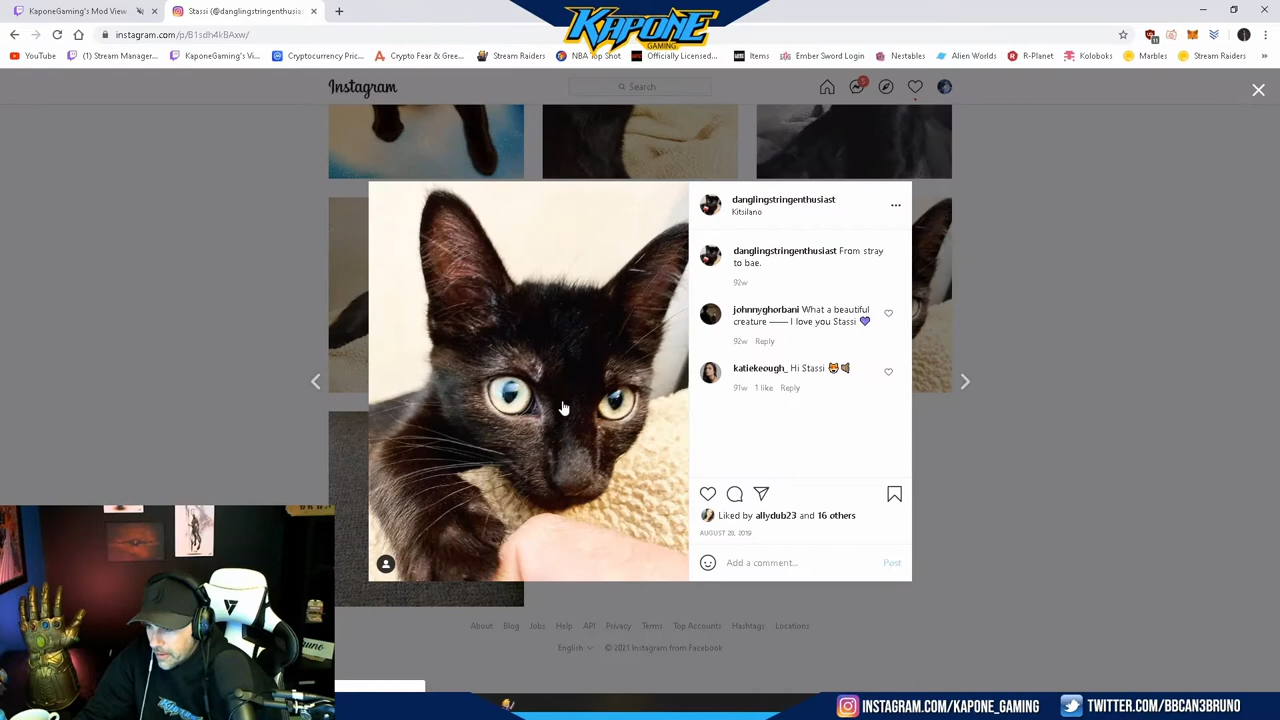 KaponeGaming's Mod View
Stassi (@danglingstringenthusias
instagram.com/p/B1sdh4kBAxw/
KAPONE
GAMING
YouTube (1) Stream Manager... KaponeGaming's Vi... Cryptocurrency Pric... Crypto Fear & Gree... Stream Raiders NBA Top Shot Officially Licensed... Items Ember Sword Login Nestables Alien Worlds R-Planet Koloboks Marbles Stream Raiders
Instagram
Search
5
danglingstringenthusiast
Kitsilano
danglingstringenthusiast From stray
to bae.
92w
johnnyghorbani What a beautiful
creature —— I love you Stassi 💜
92w Reply
katiekeough_ Hi Stassi
91w 1 like Reply
Liked by allydub23 and 16 others
AUGUST 28, 2019
Add a comment... Post
About Blog Jobs Help API Privacy Terms Top Accounts Hashtags Locations
English © 2021 Instagram from Facebook
INSTAGRAM.COM/KAPONE_GAMING TWITTER.COM/BBCAN3BRUNO